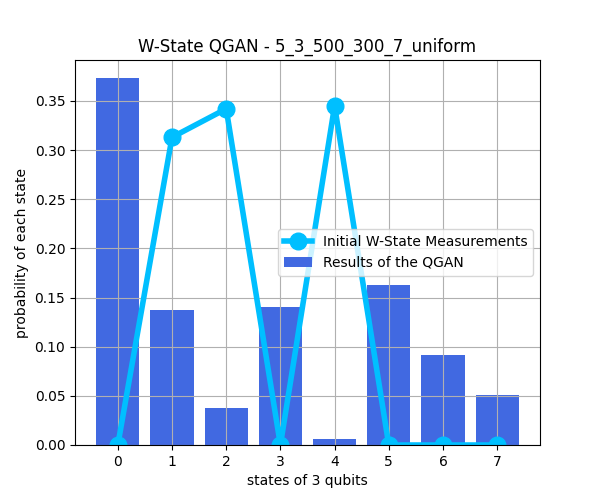 W-State QGAN - 5_3_500_300_7_uniform
probability of each state
0.35
0.30
0.25
0.20
0.15
0.10
0.05
0.00
Initial W-State Measurements
Results of the QGAN
0 1 2 3 4 5 6 7
states of 3 qubits